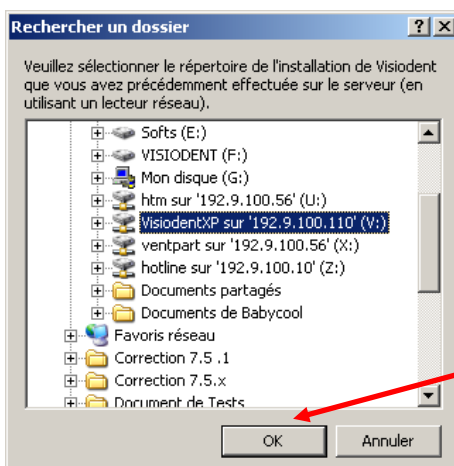 Rechercher un dossier
Veuillez sélectionner le répertoire de l'installation de Visiodent
que vous avez précédemment effectuée sur le serveur (en
utilisant un lecteur réseau).
Softs (E:)
VISIODENT (F:)
Mon disque (G:)
htm sur '192.9.100.56' (U:)
VisiodentXP sur '192.9.100.110' (V:)
ventpart sur '192.9.100.56' (X:)
hotline sur '192.9.100.10' (Z:)
Documents partagés
Documents de Babycool
Favoris réseau
Correction 7.5 .1
Correction 7.5.x
Document de Tests
OK Annuler